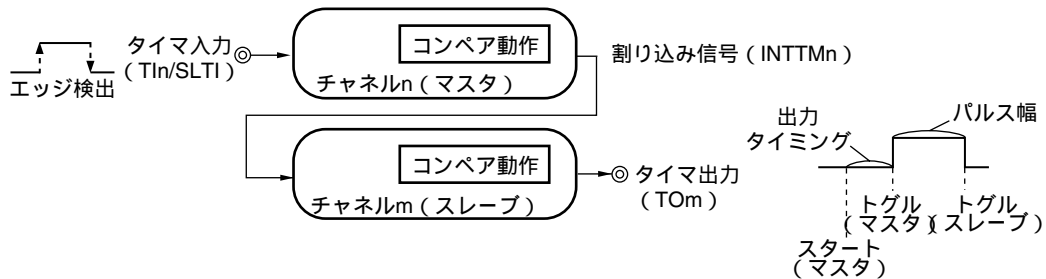 エッジ検出
タイマ入力
(TIn/SLTI)
コンペア動作
チャネルn(マスタ)
割り込み信号(INTTMn)
コンペア動作
チャネルm(スレーブ)
タイマ出力
(TOm)
出力
タイミング
パルス幅
トグル
(マスタ)
トグル
(スレーブ)
スタート
(マスタ)